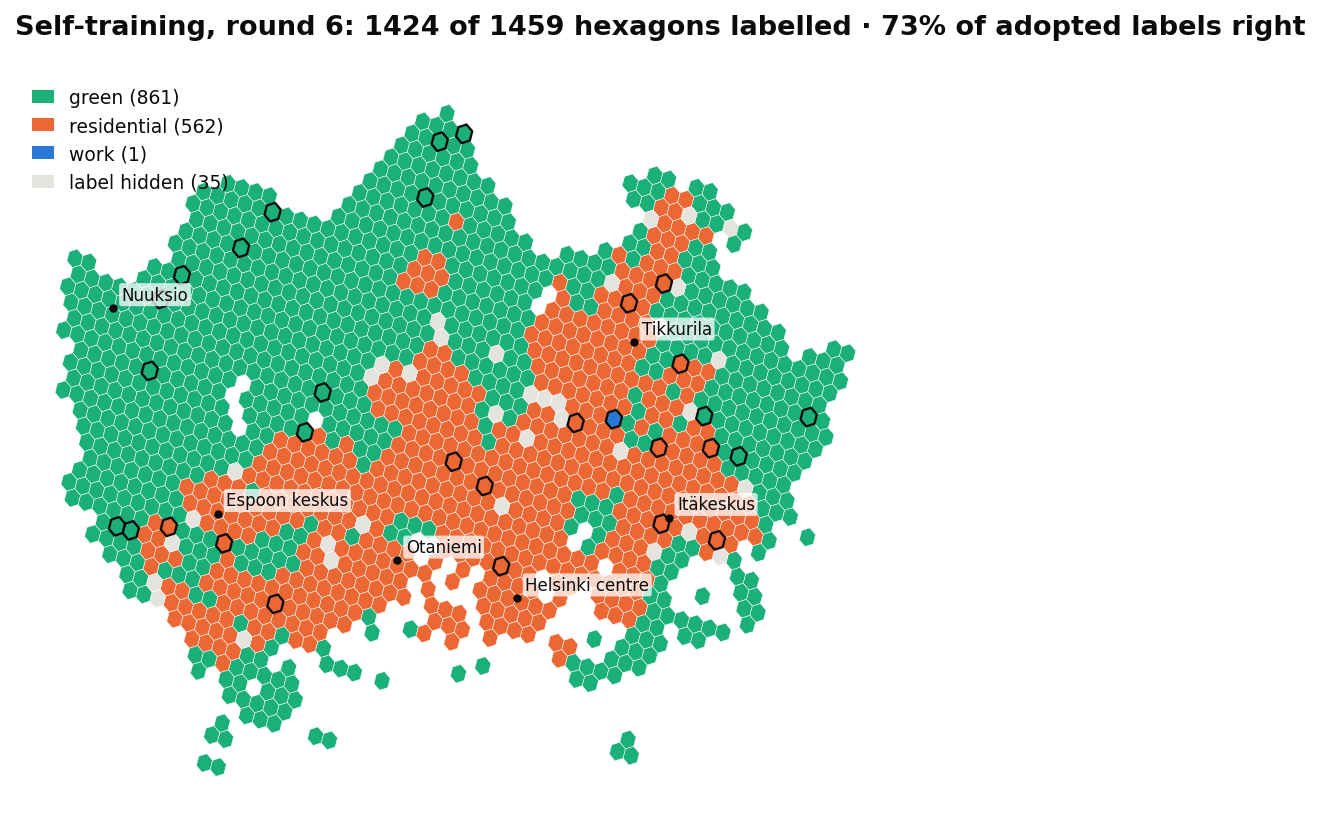 Self-training, round 6: 1424 of 1459 hexagons labelled · 73% of adopted labels right
green (861)
residential (562)
work (1)
label hidden (35)
Nuuksio
Tikkurila
Espoon keskus
Itäkeskus
Otaniemi
Helsinki centre